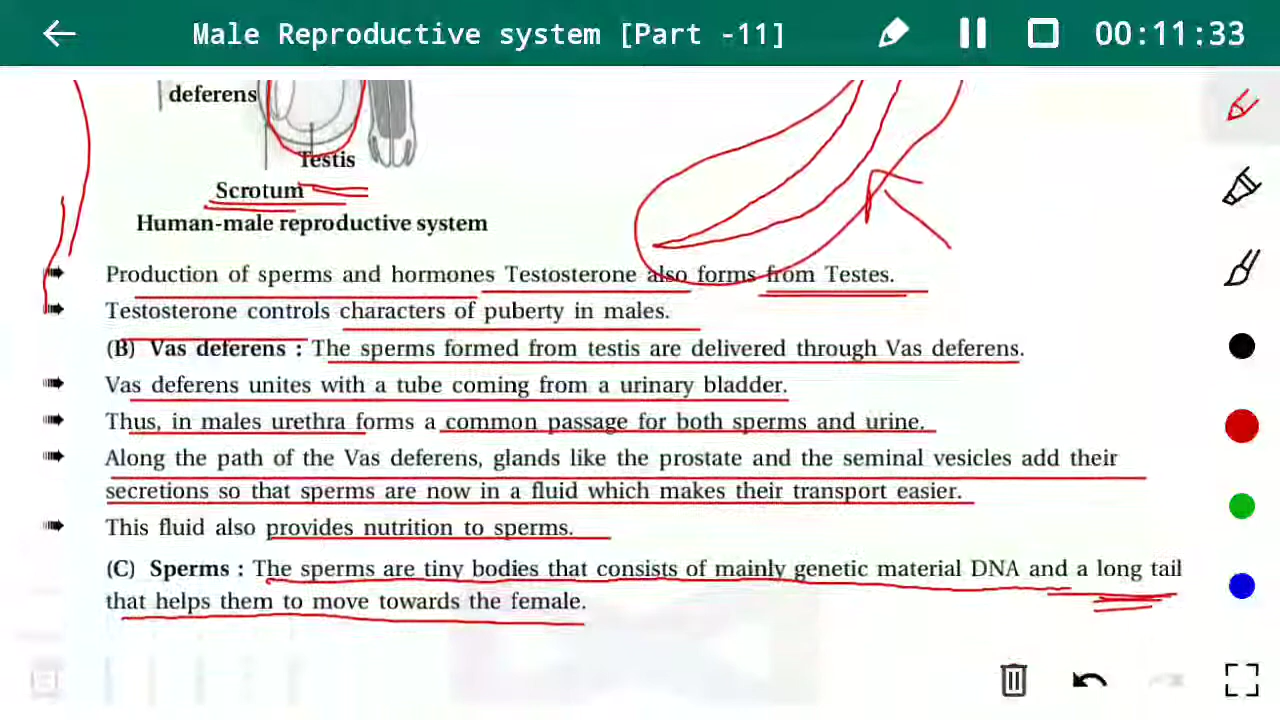 Male Reproductive system [Part -11]
00:11:33
deferens
Testis
Scrotum
Human-male reproductive system
Production of sperms and hormones Testosterone also forms from Testes.
Testosterone controls characters of puberty in males.
(B) Vas deferens : The sperms formed from testis are delivered through Vas deferens.
Vas deferens unites with a tube coming from a urinary bladder.
Thus, in males urethra forms a common passage for both sperms and urine.
Along the path of the Vas deferens, glands like the prostate and the seminal vesicles add their
secretions so that sperms are now in a fluid which makes their transport easier.
This fluid also provides nutrition to sperms.
(C) Sperms : The sperms are tiny bodies that consists of mainly genetic material DNA and a long tail
that helps them to move towards the female.